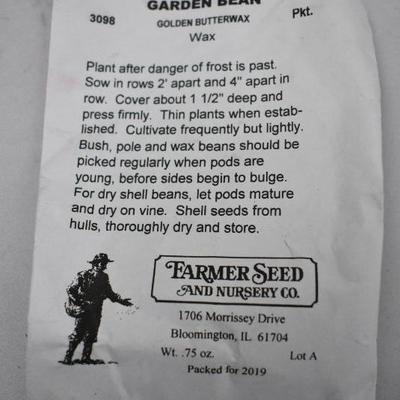 GARDEN BEAN
3098 GOLDEN BUTTERWAX Pkt.
Wax
Plant after danger of frost is past.
Sow in rows 2' apart and 4" apart in
row. Cover about 1 1/2" deep and
press firmly. Thin plants when estab-
lished. Cultivate frequently but lightly.
Bush, pole and wax beans should be
picked regularly when pods are
young, before sides begin to bulge.
For dry shell beans, let pods mature
and dry on vine. Shell seeds from
hulls, thoroughly dry and store.
FARMER SEED
AND NURSERY CO.
1706 Morrissey Drive
Bloomington, IL 61704
Wt. .75 oz. Lot A
Packed for 2019